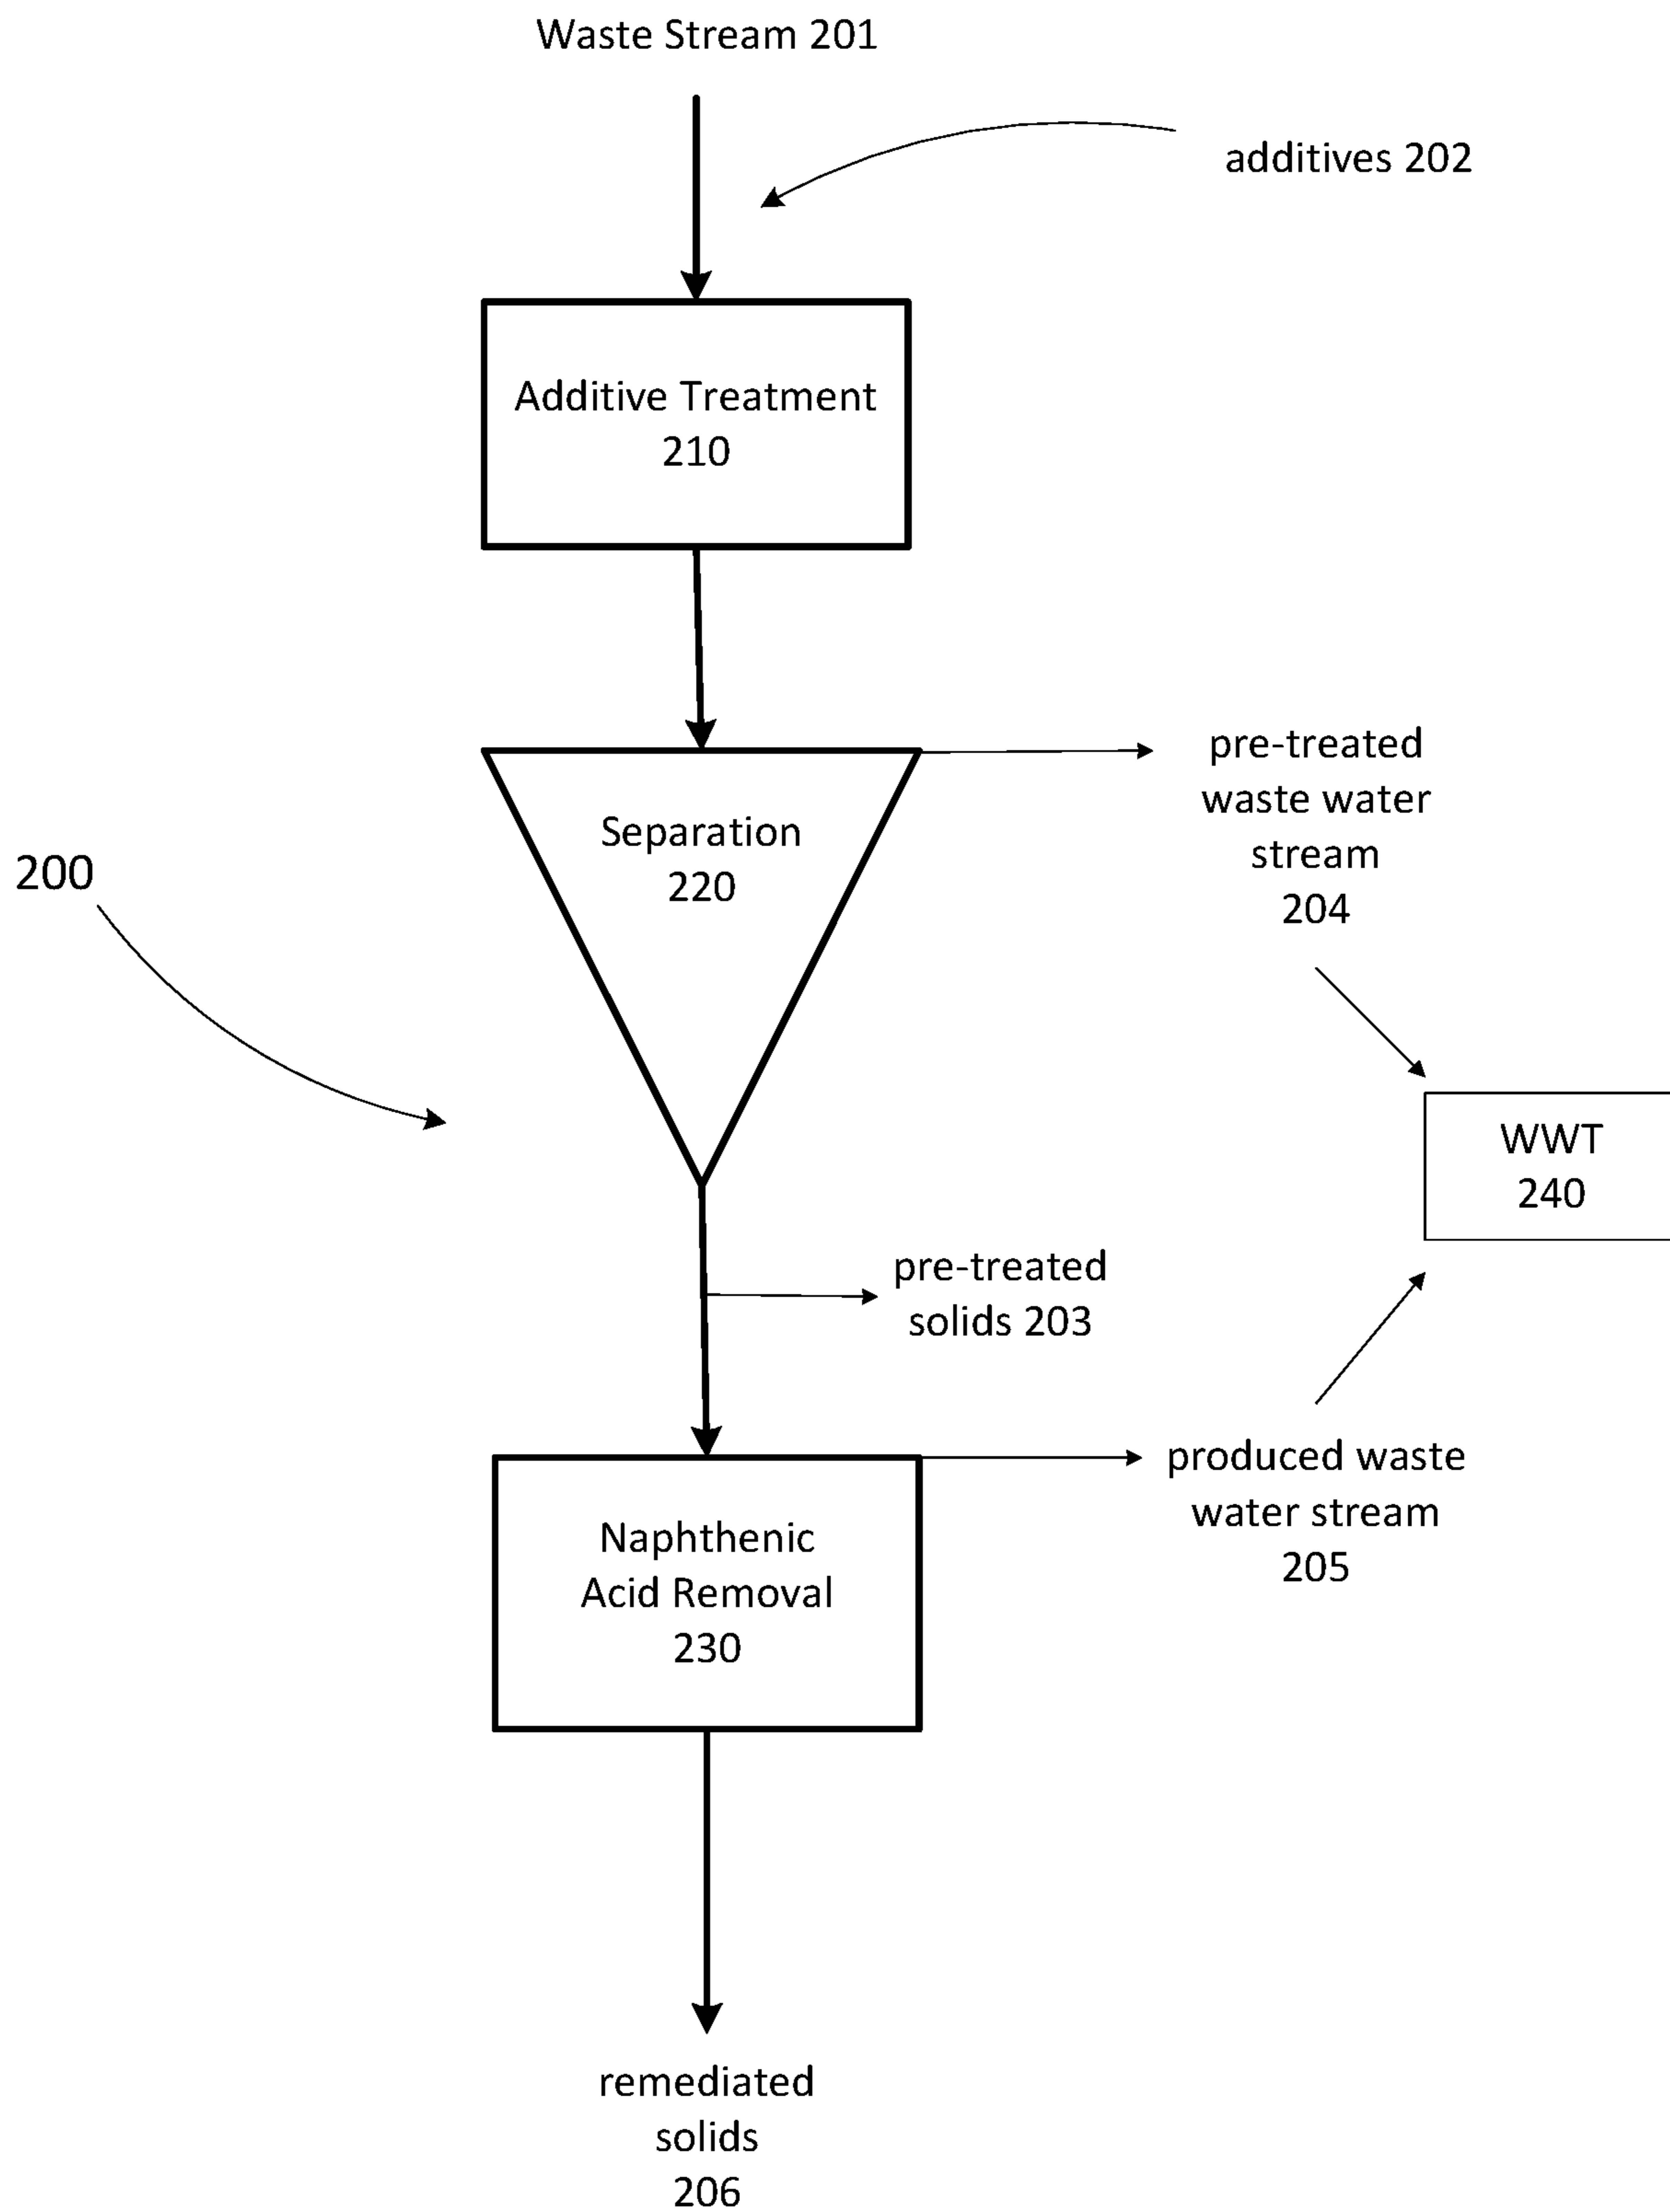 Waste Stream 201
additives 202
Additive Treatment
210
pre-treated
waste water
stream
204
Separation
220
200
WWT
240
pre-treated
solids 203
produced waste
water stream
205
Naphthenic
Acid Removal
230
remediated
solids
206